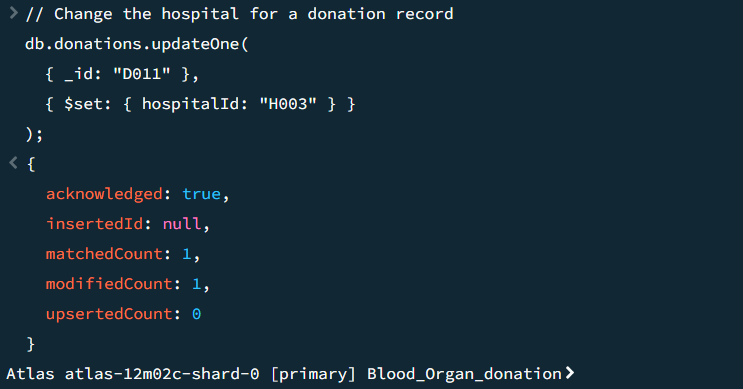 > // Change the hospital for a donation record
db.donations.updateOne(
{ _id: "D011" },
{ $set: { hospitalId: "H003" } }
);
< {
acknowledged: true,
insertedId: null,
matchedCount: 1,
modifiedCount: 1,
upsertedCount: 0
}
Atlas atlas-12m02c-shard-0 [primary] Blood_Organ_donation>